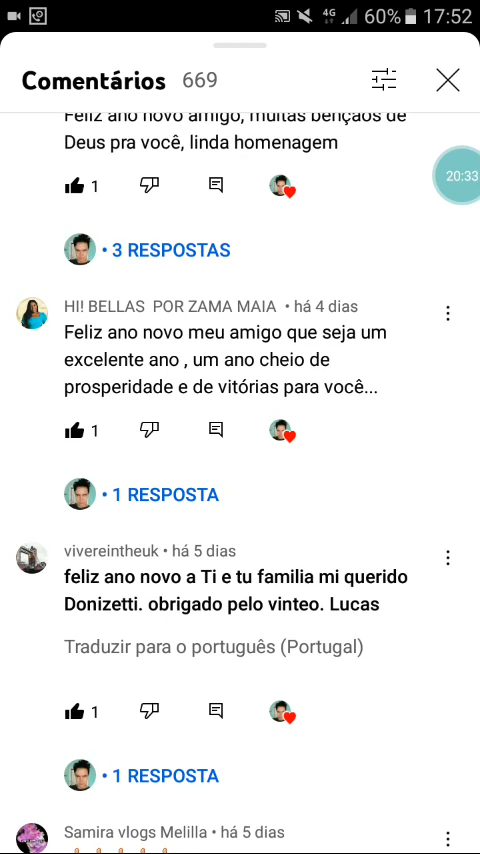 4G 60% 17:52
Comentários 669
Feliz ano novo amigo, muitas bençãos de
Deus pra você, linda homenagem
20:33
1
• 3 RESPOSTAS
HI! BELLAS POR ZAMA MAIA • há 4 dias
Feliz ano novo meu amigo que seja um
excelente ano , um ano cheio de
prosperidade e de vitórias para você...
1
• 1 RESPOSTA
vivereintheuk • há 5 dias
feliz ano novo a Ti e tu familia mi querido
Donizetti. obrigado pelo vinteo. Lucas
Traduzir para o português (Portugal)
1
• 1 RESPOSTA
Samira vlogs Melilla • há 5 dias